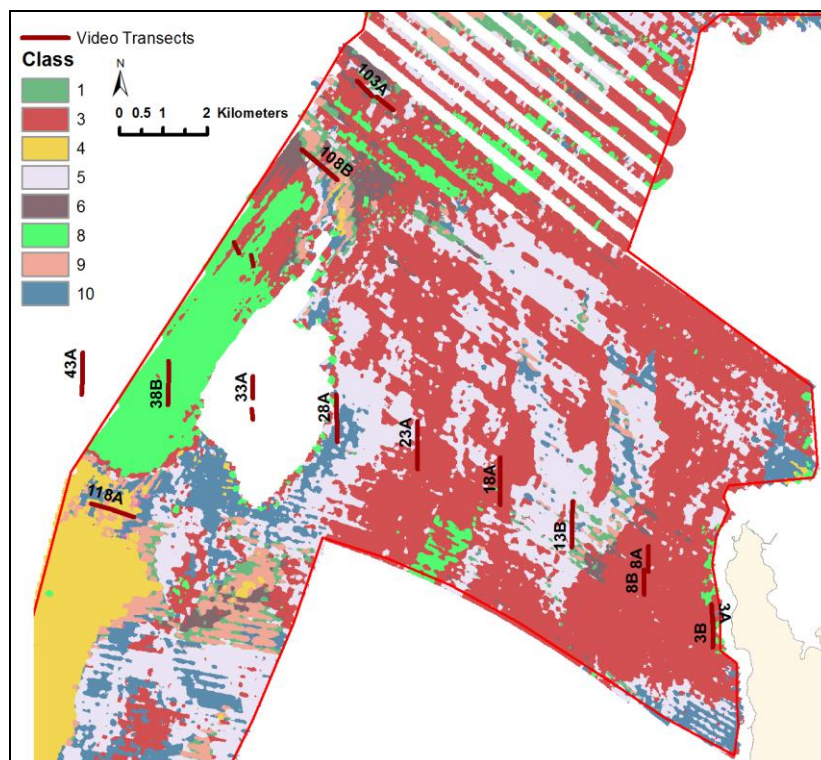 Video Transects
Class
N
1
3
0 0.5 1 2 Kilometers
4
5
6
8
9
10
103A
108B
43A
38B
33A
28A
23A
18A
118A
13B
8A
8B
3A
3B